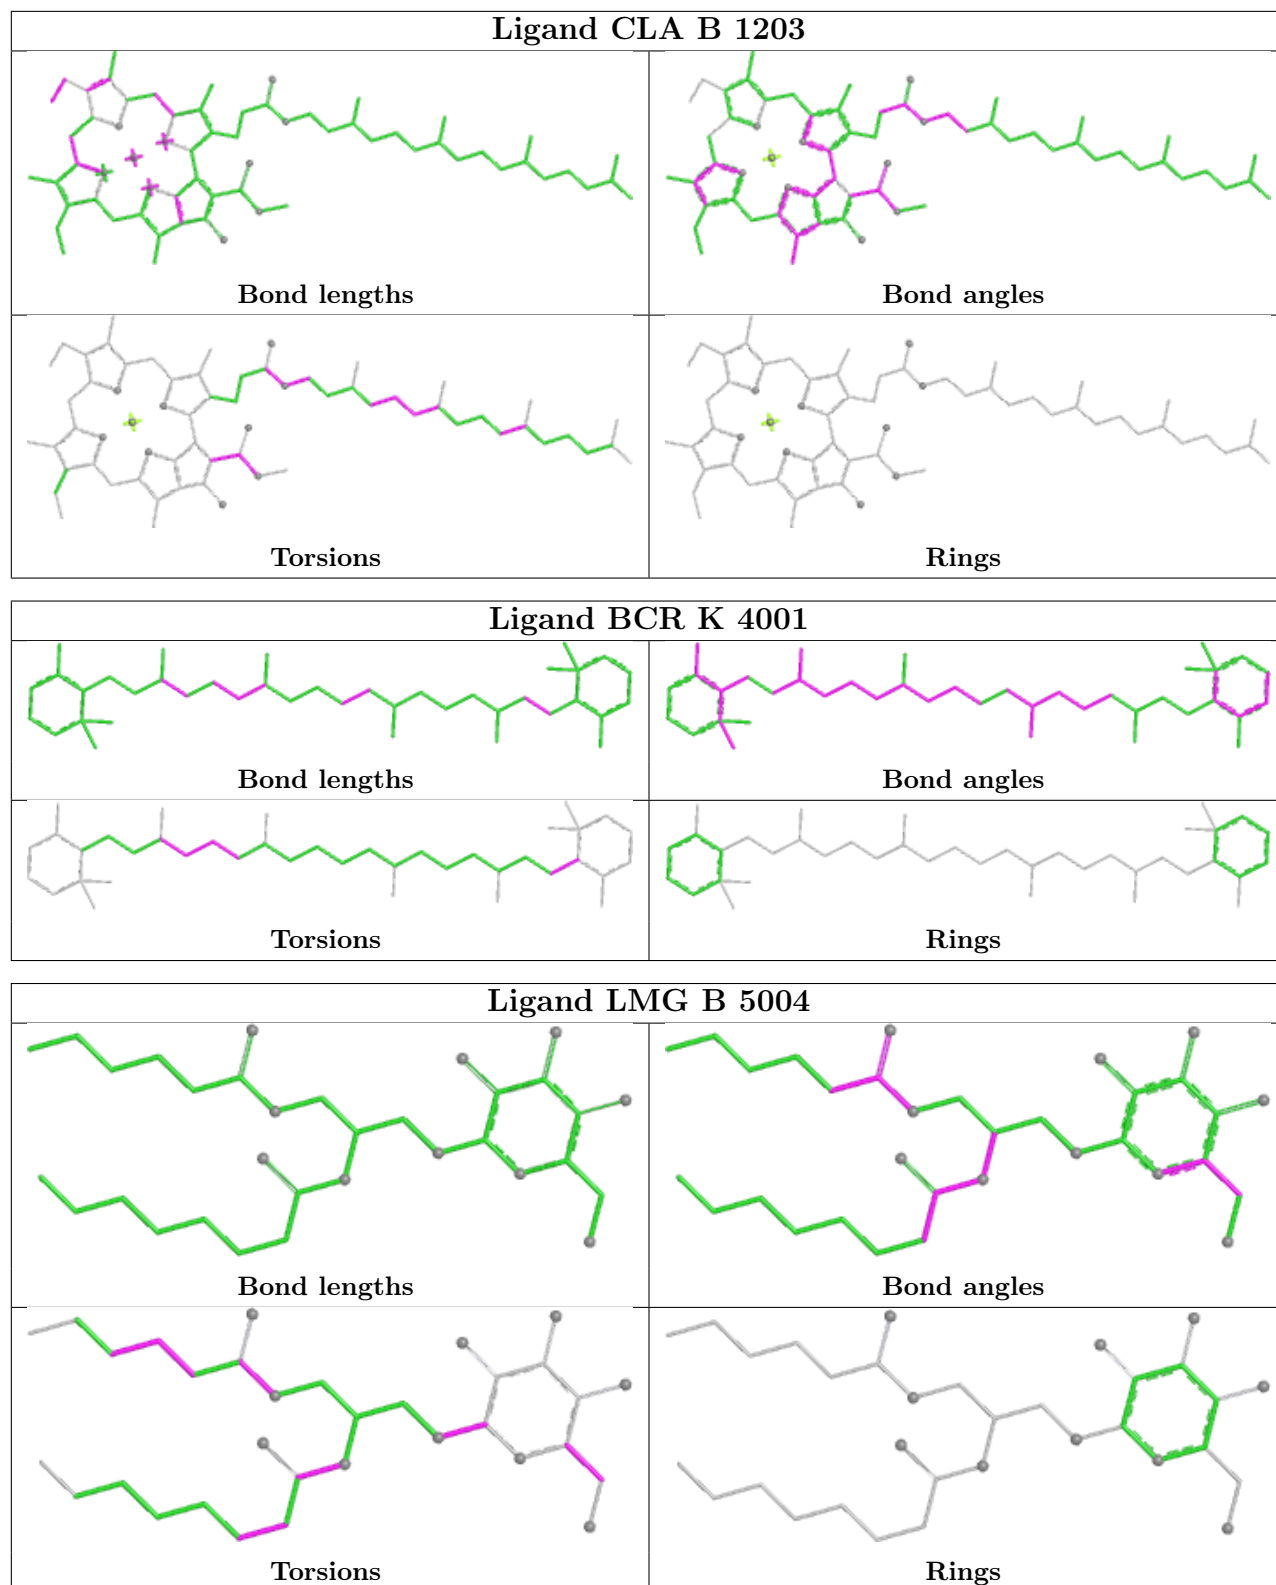 Ligand CLA B 1203
Bond lengths
Bond angles
Torsions
Rings
Ligand BCR K 4001
Bond lengths
Bond angles
Torsions
Rings
Ligand LMG B 5004
Bond lengths
Bond angles
Torsions
Rings